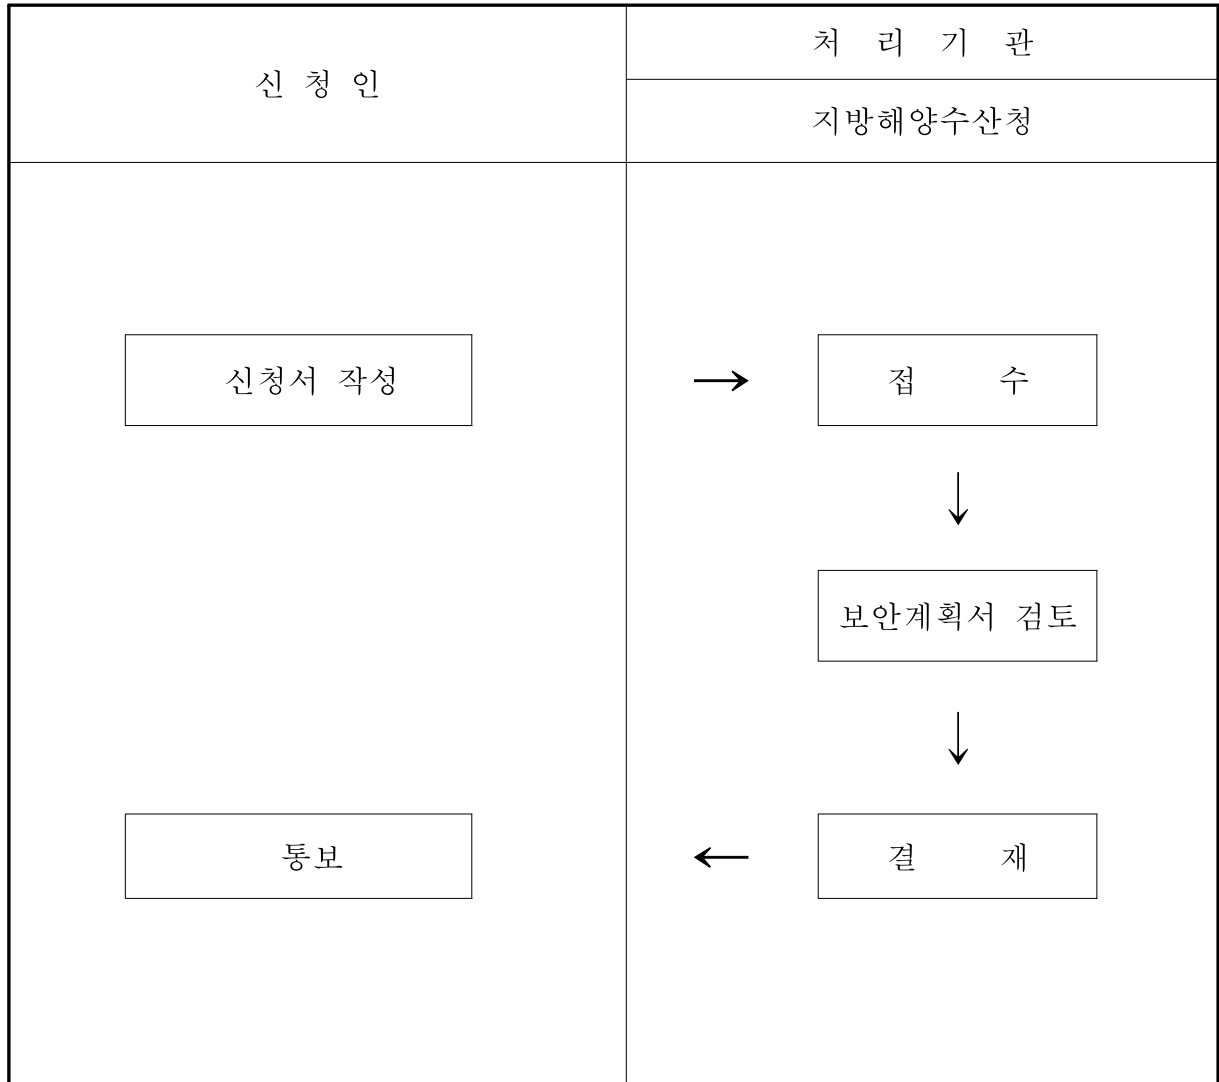 신 청 인
처 리 기 관
지방해양수산청
신청서 작성
→
접 수
↓
보안계획서 검토
↓
통보
←
결 재